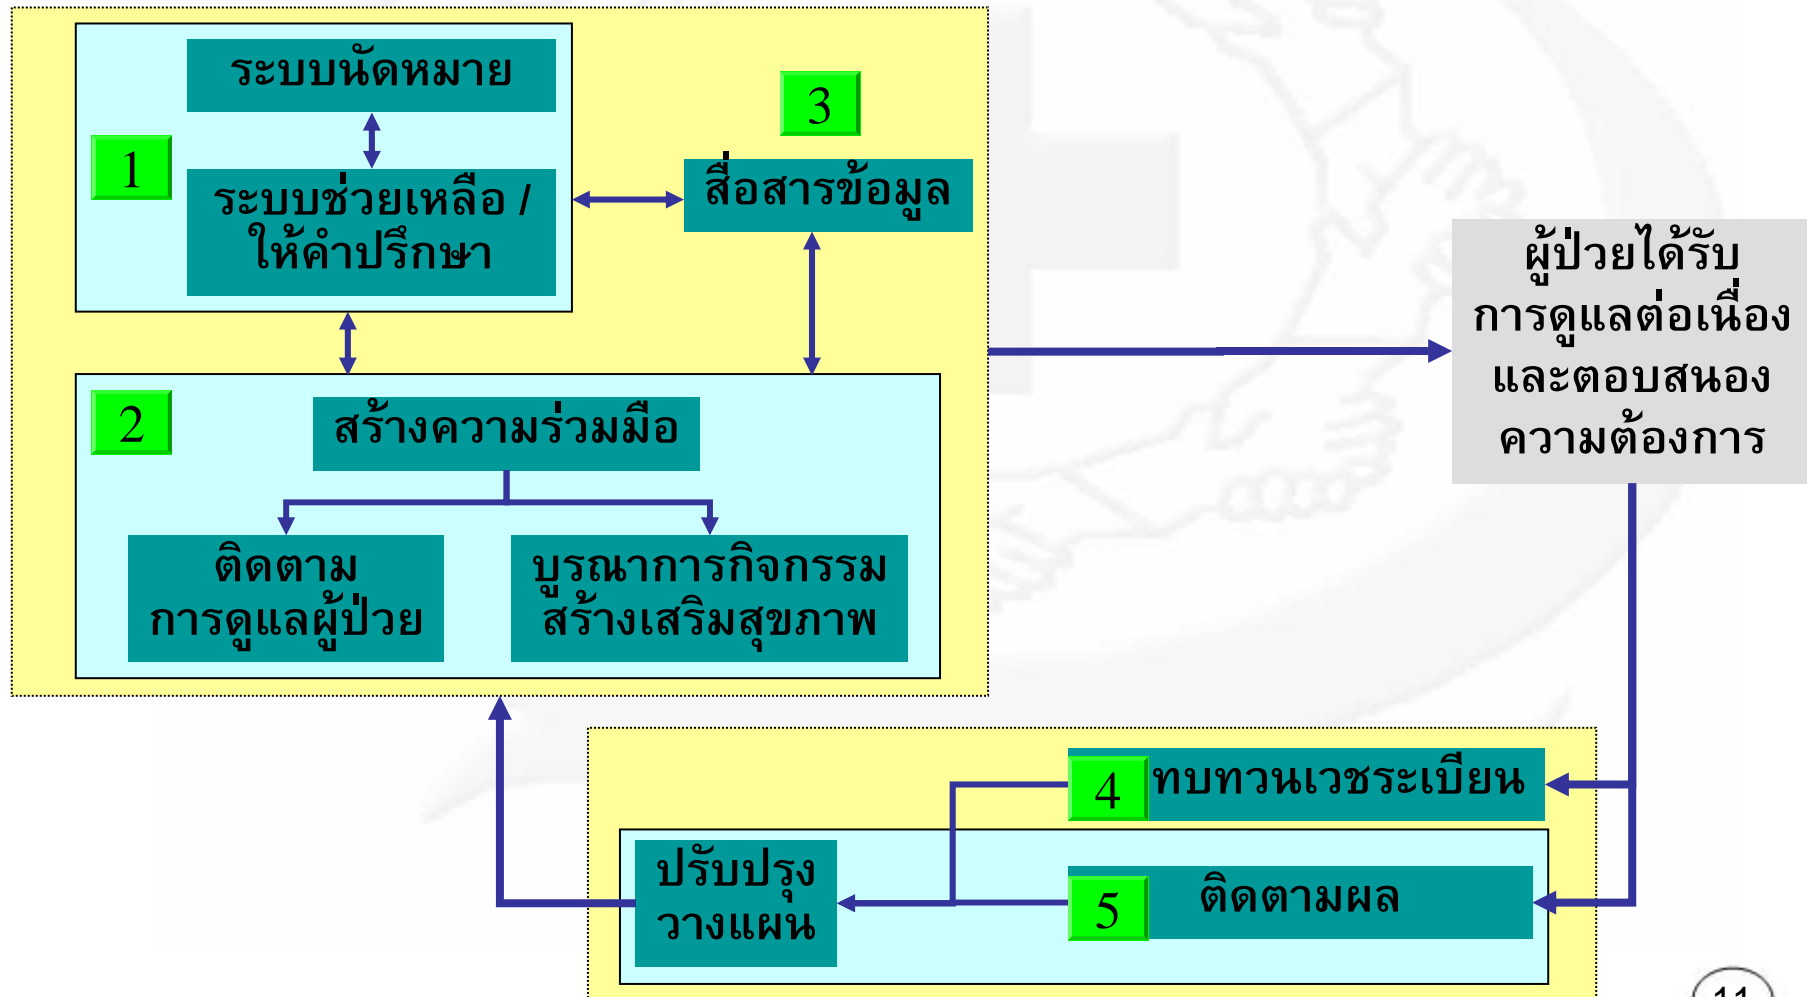 ระบบนัดหมาย
1
ระบบช่วยเหลือ /
ให้คำปรึกษา
3
สื่อสารข้อมูล
2
สร้างความร่วมมือ
ติดตาม
การดูแลผู้ป่วย
บูรณาการกิจกรรม
สร้างเสริมสุขภาพ
ผู้ป่วยได้รับ
การดูแลต่อเนื่อง
และตอบสนอง
ความต้องการ
4
ทบทวนเวชระเบียน
5
ติดตามผล
ปรับปรุง
วางแผน
11